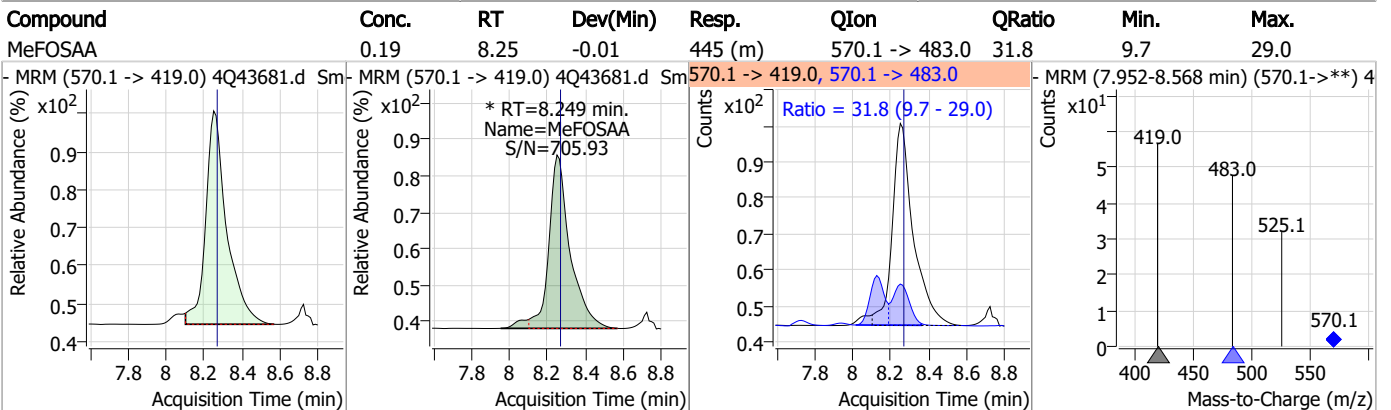 Compound Conc. RT Dev(Min) Resp. QIon QRatio Min. Max.
MeFOSAA 0.19 8.25 -0.01 445 (m) 570.1 -> 483.0 31.8 9.7 29.0
- MRM (570.1 -> 419.0) 4Q43681.d Sm
Relative Abundance (%)
x10²
0.9
0.8
0.7
0.6
0.5
0.4
7.8 8 8.2 8.4 8.6 8.8
Acquisition Time (min)
- MRM (570.1 -> 419.0) 4Q43681.d Sm
Relative Abundance (%)
x10²
* RT=8.249 min.
Name=MeFOSAA
S/N=705.93
0.9
0.8
0.7
0.6
0.5
0.4
7.8 8 8.2 8.4 8.6 8.8
Acquisition Time (min)
570.1 -> 419.0, 570.1 -> 483.0
Counts
x10²
Ratio = 31.8 (9.7 - 29.0)
0.9
0.8
0.7
0.6
0.5
0.4
7.8 8 8.2 8.4 8.6 8.8
Acquisition Time (min)
- MRM (7.952-8.568 min) (570.1->**) 4
Counts
x10¹
419.0
483.0
525.1
570.1
5
4
3
2
1
0
400 450 500 550
Mass-to-Charge (m/z)